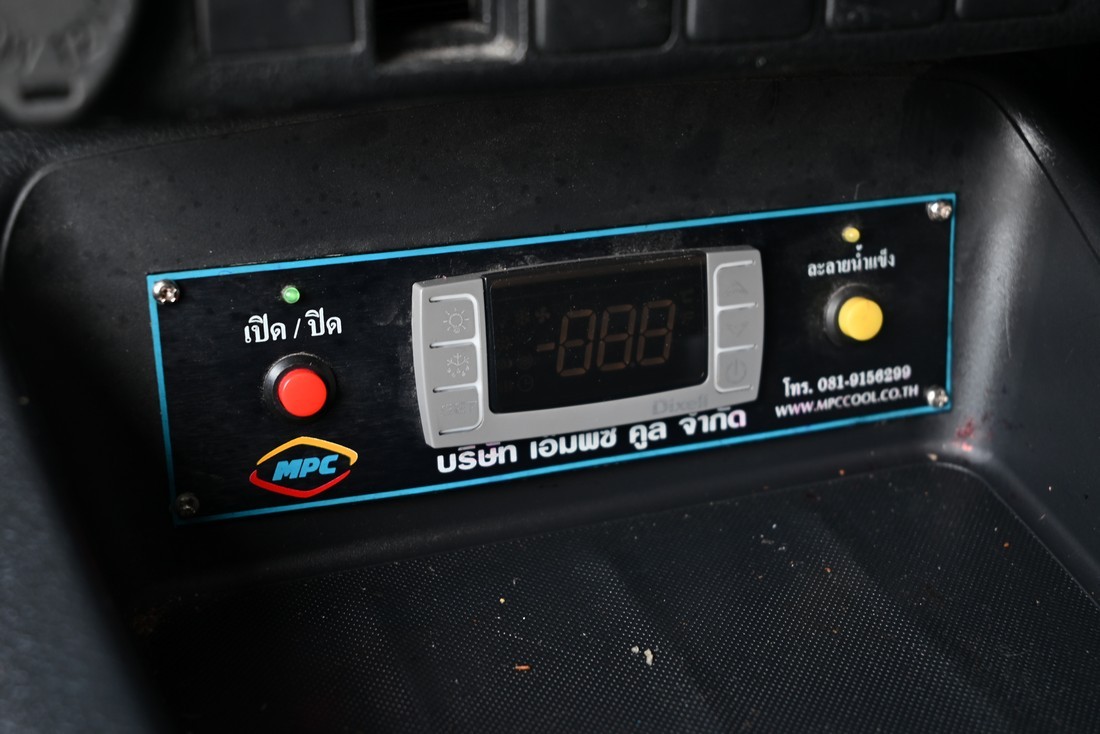 เปิด / ปิด
MPC
-888
Dixell
บริษัท เอ็มพีซี คูล จำกัด
ละลายน้ำแข็ง
โทร. 081-9156299
WWW.MPCCOOL.CO.TH